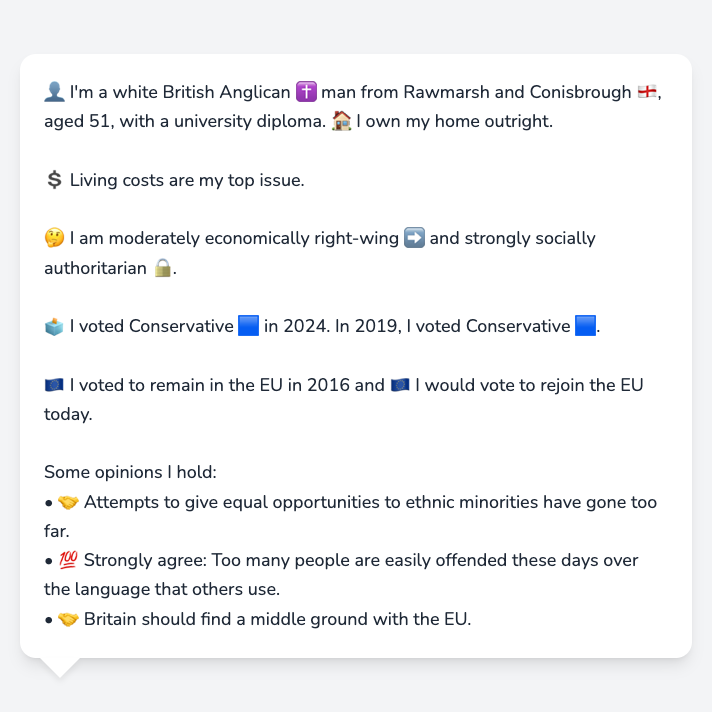 👤 I'm a white British Anglican ✝️ man from Rawmarsh and Conisbrough 🏴󠁧󠁢󠁥󠁮󠁧󠁿,
aged 51, with a university diploma. 🏠 I own my home outright.
💲 Living costs are my top issue.
🤔 I am moderately economically right-wing ➡️ and strongly socially
authoritarian 🔒.
🗳️ I voted Conservative 🟦 in 2024. In 2019, I voted Conservative 🟦.
🇪🇺 I voted to remain in the EU in 2016 and 🇪🇺 I would vote to rejoin the EU
today.
Some opinions I hold:
• 🤝 Attempts to give equal opportunities to ethnic minorities have gone too
far.
• 💯 Strongly agree: Too many people are easily offended these days over
the language that others use.
• 🤝 Britain should find a middle ground with the EU.